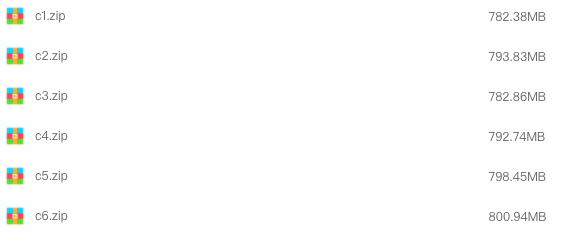 c1.zip 782.38MB
c2.zip 793.83MB
c3.zip 782.86MB
c4.zip 792.74MB
c5.zip 798.45MB
c6.zip 800.94MB